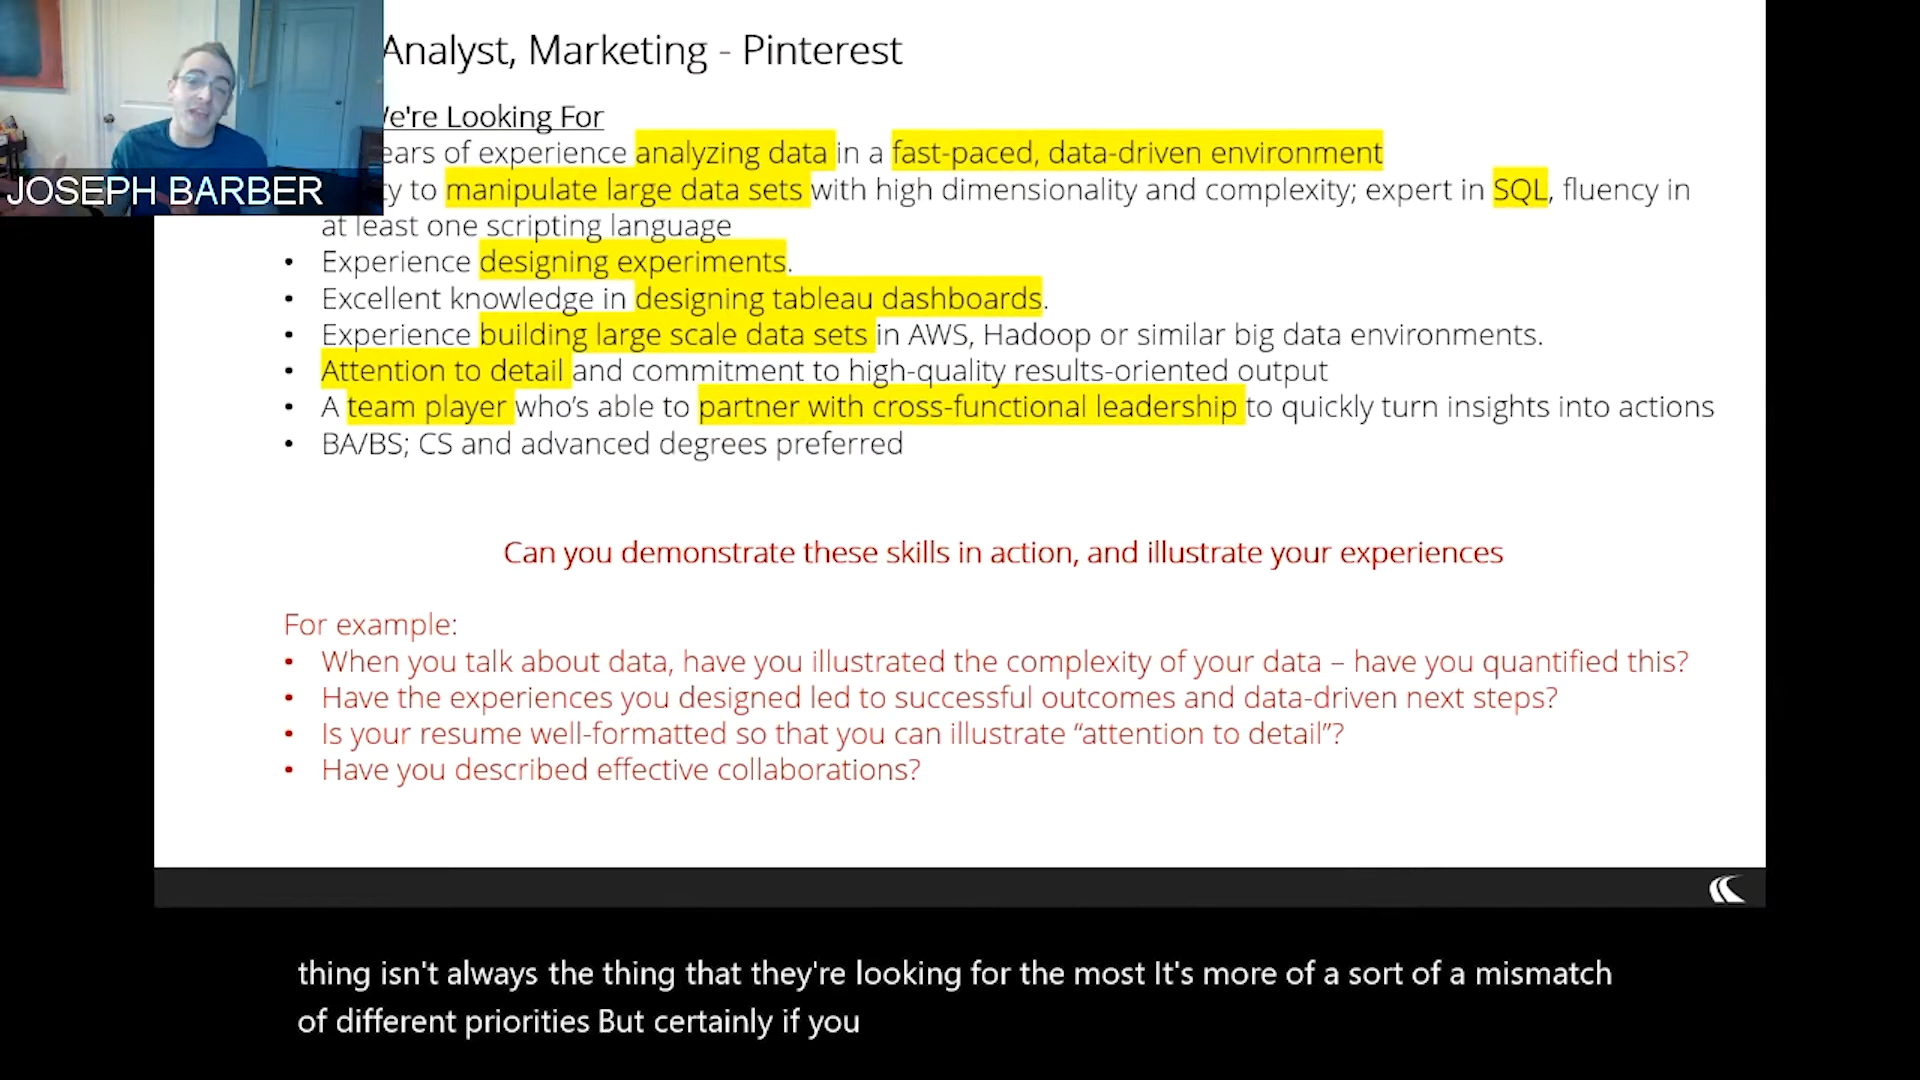 Analyst, Marketing - Pinterest
e're Looking For
ears of experience analyzing data in a fast-paced, data-driven environment
JOSEPH BARBER
ty to manipulate large data sets with high dimensionality and complexity; expert in SQL, fluency in
at least one scripting language
• Experience designing experiments.
• Excellent knowledge in designing tableau dashboards.
• Experience building large scale data sets in AWS, Hadoop or similar big data environments.
• Attention to detail and commitment to high-quality results-oriented output
• A team player who's able to partner with cross-functional leadership to quickly turn insights into actions
• BA/BS; CS and advanced degrees preferred
Can you demonstrate these skills in action, and illustrate your experiences
For example:
• When you talk about data, have you illustrated the complexity of your data – have you quantified this?
• Have the experiences you designed led to successful outcomes and data-driven next steps?
• Is your resume well-formatted so that you can illustrate “attention to detail”?
• Have you described effective collaborations?
thing isn't always the thing that they're looking for the most It's more of a sort of a mismatch
of different priorities But certainly if you